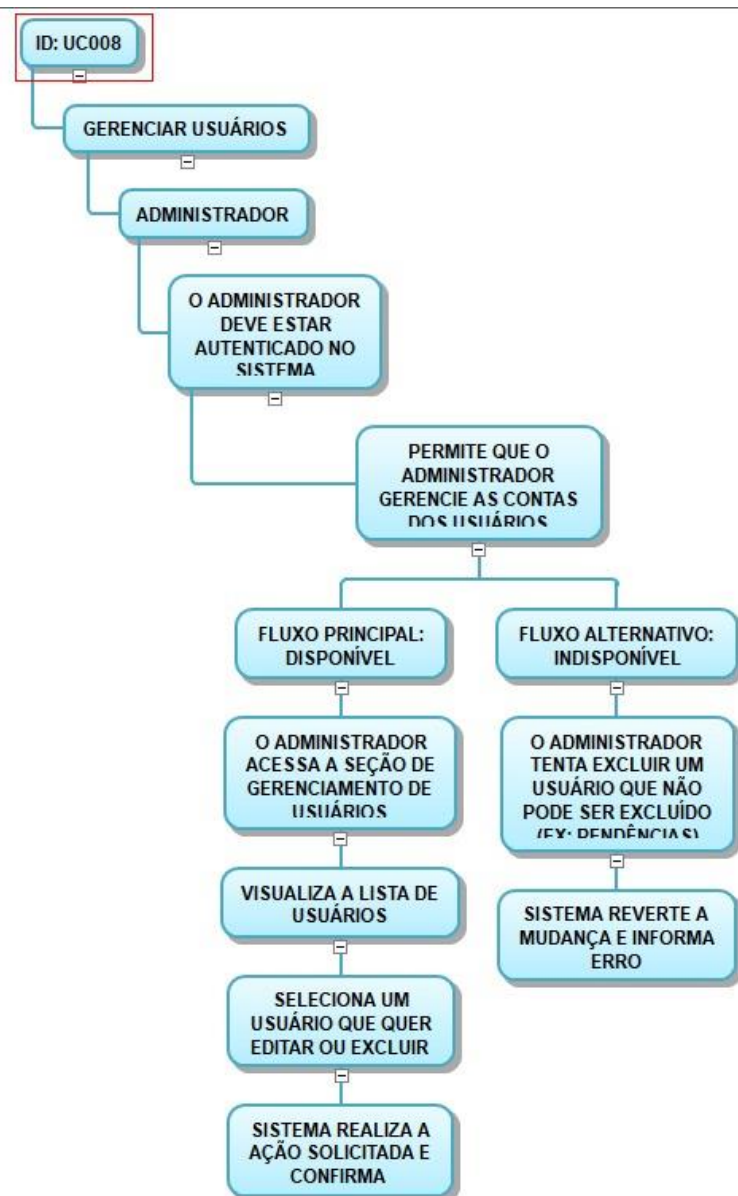 ID: UC008
GERENCIAR USUÁRIOS
ADMINISTRADOR
O ADMINISTRADOR
DEVE ESTAR
AUTENTICADO NO
SISTEMA
PERMITE QUE O
ADMINISTRADOR
GERENCIE AS CONTAS
DOS USUÁRIOS
FLUXO PRINCIPAL:
DISPONÍVEL
O ADMINISTRADOR
ACESSA A SEÇÃO DE
GERENCIAMENTO DE
USUÁRIOS
VISUALIZA A LISTA DE
USUÁRIOS
SELECIONA UM
USUÁRIO QUE QUER
EDITAR OU EXCLUIR
SISTEMA REALIZA A
AÇÃO SOLICITADA E
CONFIRMA
FLUXO ALTERNATIVO:
INDISPONÍVEL
O ADMINISTRADOR
TENTA EXCLUIR UM
USUÁRIO QUE NÃO
PODE SER EXCLUÍDO
(EX: PENDÊNCIAS)
SISTEMA REVERTE A
MUDANÇA E INFORMA
ERRO